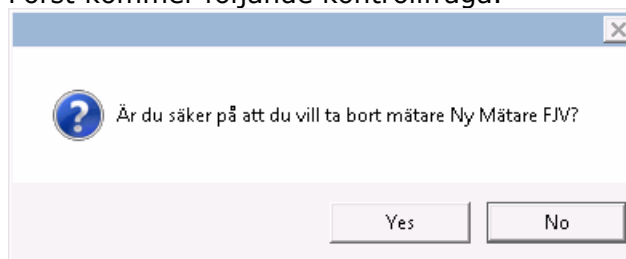 Först kommer följande kontrollfråga:
Är du säker på att du vill ta bort mätare Ny Mätare FJV?
Yes
No